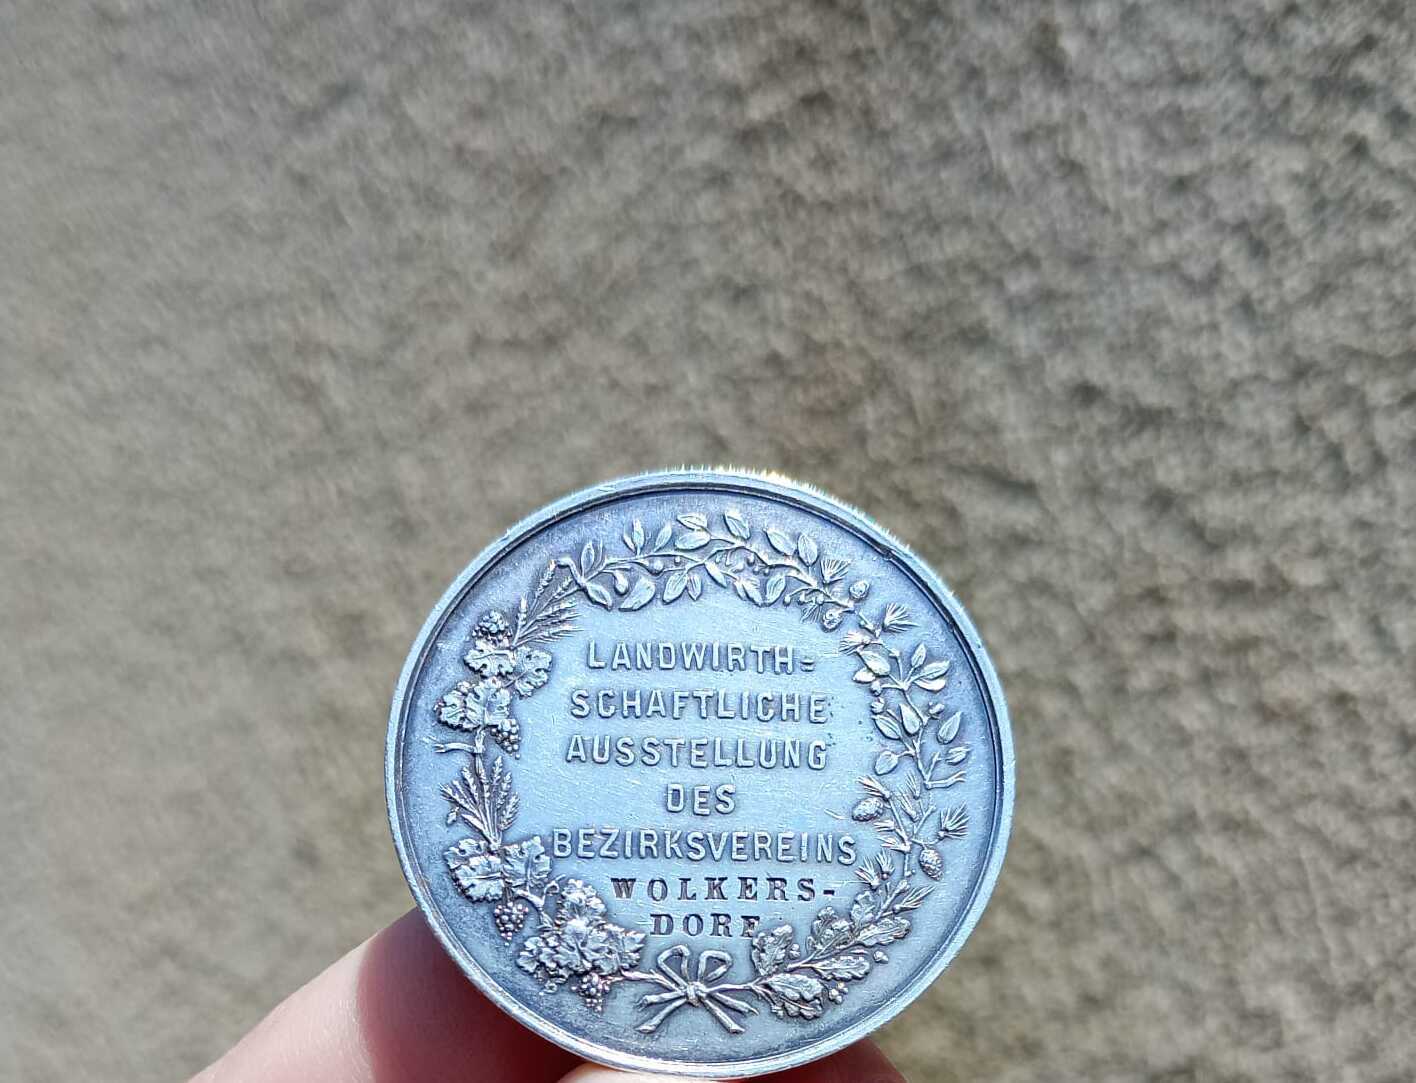 LANDWIRTH=
SCHAFTLICHE
AUSSTELLUNG
DES
BEZIRKSVEREINS
WOLKERS-
DORF